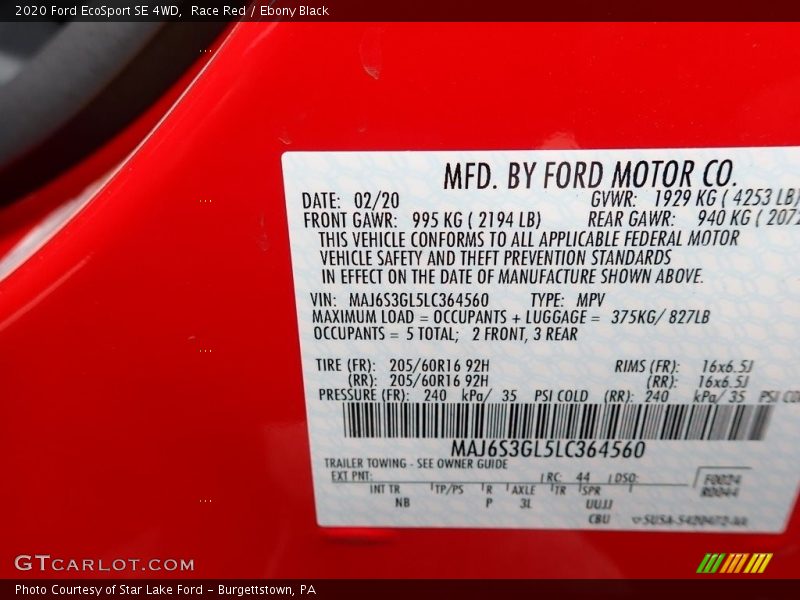 2020 Ford EcoSport SE 4WD, Race Red / Ebony Black
MFD. BY FORD MOTOR CO.
DATE: 02/20 GVWR: 1929 KG ( 4253 LB)
FRONT GAWR: 995 KG ( 2194 LB) REAR GAWR: 940 KG ( 2072
THIS VEHICLE CONFORMS TO ALL APPLICABLE FEDERAL MOTOR
VEHICLE SAFETY AND THEFT PREVENTION STANDARDS
IN EFFECT ON THE DATE OF MANUFACTURE SHOWN ABOVE.
VIN: MAJ6S3GL5LC364560 TYPE: MPV
MAXIMUM LOAD = OCCUPANTS + LUGGAGE = 375KG/ 827LB
OCCUPANTS = 5 TOTAL; 2 FRONT, 3 REAR
TIRE (FR): 205/60R16 92H RIMS (FR): 16x6.5J
(RR): 205/60R16 92H (RR): 16x6.5J
PRESSURE (FR): 240 kPa/ 35 PSI COLD (RR): 240 kPa/ 35 PSI CO
MAJ6S3GL5LC364560
TRAILER TOWING - SEE OWNER GUIDE
EXT PNT: RC: 44 DSO: F0024
R0044
INT TR TP/PS R AXLE TR SPR
NB P 3L UUJJ
CBU
GTCARLOT.COM
Photo Courtesy of Star Lake Ford - Burgettstown, PA